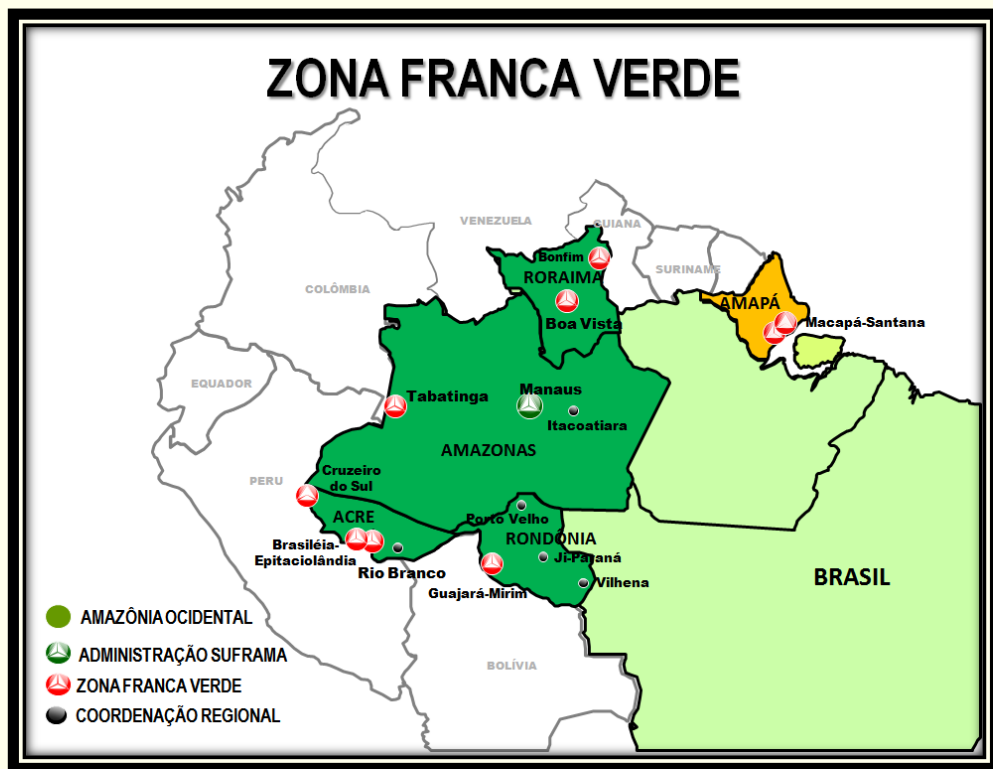 ZONA FRANCA VERDE
VENEZUELA
GUIANA
SURINAME
COLÔMBIA
EQUADOR
PERU
BOLÍVIA
Bonfim
RORAIMA
Boa Vista
AMAPÁ
Macapá-Santana
Tabatinga
Manaus
Itacoatiara
AMAZONAS
Cruzeiro
do Sul
ACRE
Brasiléia-
Epitaciolândia
Rio Branco
Porto Velho
RONDÔNIA
Ji-Paraná
Vilhena
Guajará-Mirim
BRASIL
AMAZÔNIA OCIDENTAL
ADMINISTRAÇÃO SUFRAMA
ZONA FRANCA VERDE
COORDENAÇÃO REGIONAL